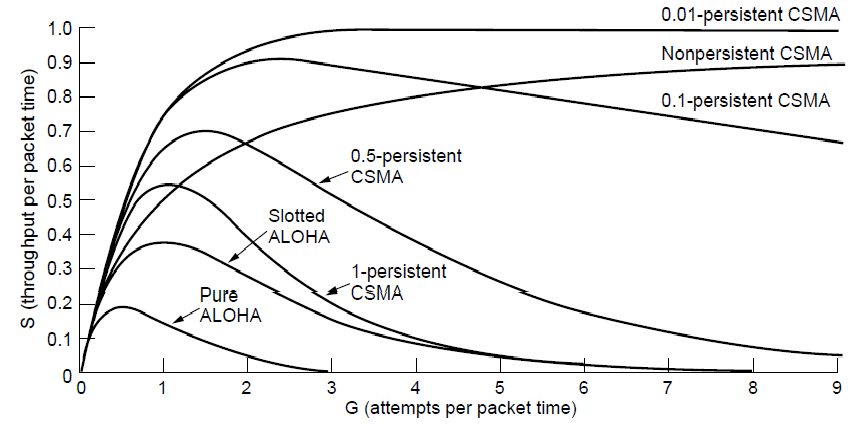 0.01-persistent CSMA
Nonpersistent CSMA
0.1-persistent CSMA
0.5-persistent
CSMA
Slotted
ALOHA
1-persistent
CSMA
Pure
ALOHA
S (throughput per packet time)
1.0
0.9
0.8
0.7
0.6
0.5
0.4
0.3
0.2
0.1
0
0 1 2 3 4 5 6 7 8 9
G (attempts per packet time)